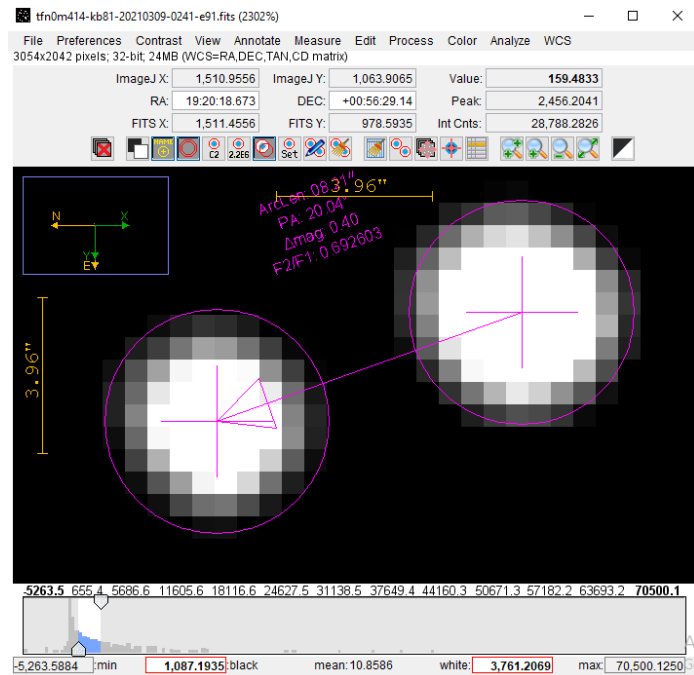 tfn0m414-kb81-20210309-0241-e91.fits (2302%)
File Preferences Contrast View Annotate Measure Edit Process Color Analyze WCS
3054x2042 pixels; 32-bit; 24MB (WCS=RA,DEC,TAN,CD matrix)
ImageJ X: 1,510.9556 ImageJ Y: 1,063.9065 Value: 159.4833
RA: 19:20:18.673 DEC: +00:56:29.14 Peak: 2,456.2041
FITS X: 1,511.4556 FITS Y: 978.5935 Int Cnts: 28,788.2826
NAME C2 2.2E6 Set
3.96"
PA: 20.04°
Δmag: 0.40
F2/F1: 0.692603
N X
Y
E
3.96"
-5263.5 655.4 5686.6 11605.6 18116.6 24627.5 31138.5 37649.4 44160.3 50671.3 57182.2 63693.2 70500.1
-5,263.5884 :min 1,087.1935 :black mean: 10.8586 white: 3,761.2069 max: 70,500.1250